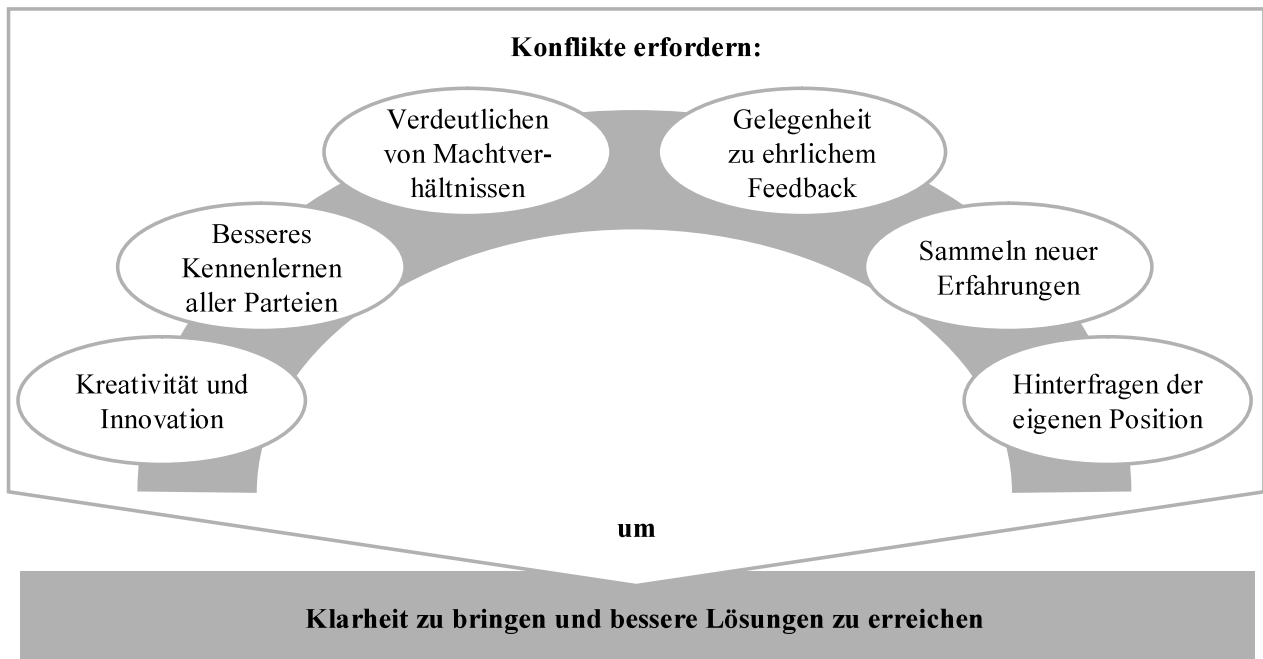 Konflikte erfordern:
Verdeutlichen
von Machtver-
hältnissen
Gelegenheit
zu ehrlichem
Feedback
Besseres
Kennenlernen
aller Parteien
Sammeln neuer
Erfahrungen
Kreativität und
Innovation
Hinterfragen der
eigenen Position
um
Klarheit zu bringen und bessere Lösungen zu erreichen